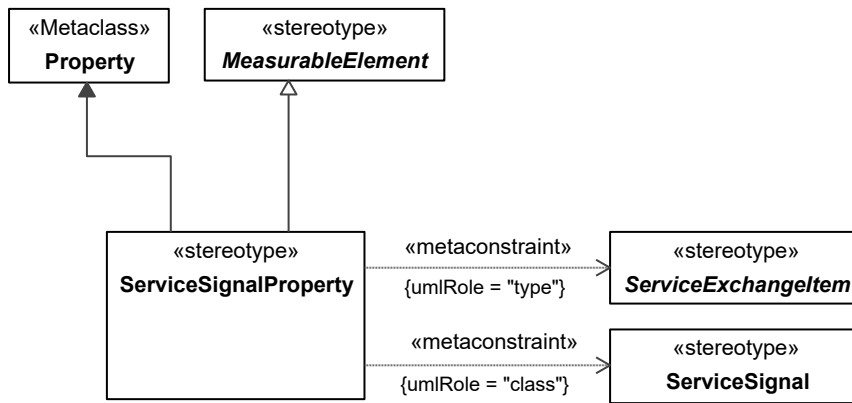 «Metaclass»
Property
«stereotype»
MeasurableElement
«stereotype»
ServiceSignalProperty
«metaconstraint»
{umlRole = "type"}
«stereotype»
ServiceExchangeItem
«metaconstraint»
{umlRole = "class"}
«stereotype»
ServiceSignal